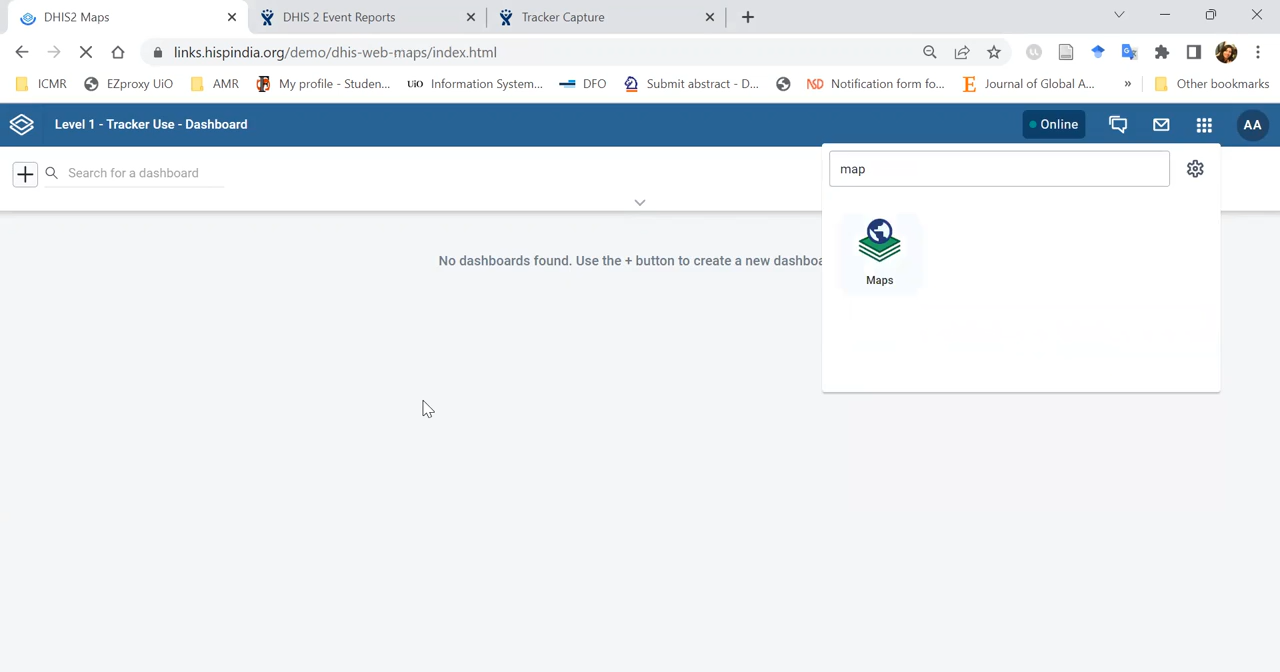 DHIS2 Maps
DHIS 2 Event Reports
Tracker Capture
links.hispindia.org/demo/dhis-web-maps/index.html
ICMR
EZproxy UiO
AMR
My profile - Studen...
UiO Information System...
DFO
Submit abstract - D...
NSD Notification form fo...
E Journal of Global A...
»
Other bookmarks
Level 1 - Tracker Use - Dashboard
Online
AA
Search for a dashboard
map
No dashboards found. Use the + button to create a new dashboa
Maps